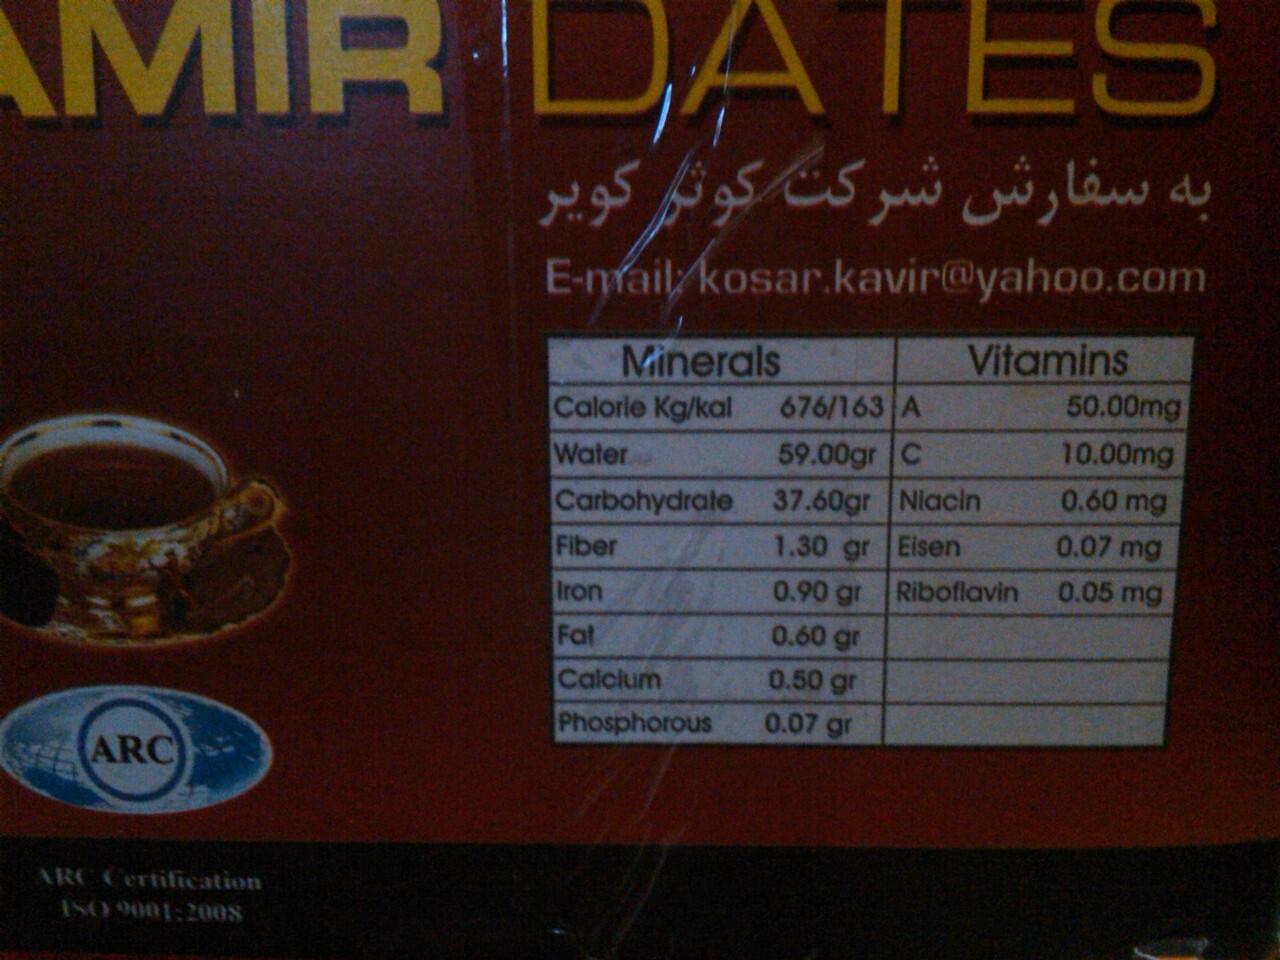 AMIR DATES
به سفارش شرکت کوثر کویر
E-mail: kosar.kavir@yahoo.com
Minerals Vitamins
Calorie Kg/kal 676/163 A 50.00mg
Water 59.00gr C 10.00mg
Carbohydrate 37.60gr Niacin 0.60 mg
Fiber 1.30 gr Eisen 0.07 mg
Iron 0.90 gr Riboflavin 0.05 mg
Fat 0.60 gr
Calcium 0.50 gr
Phosphorous 0.07 gr
ARC
ARC Certification
ISO 9001:2008